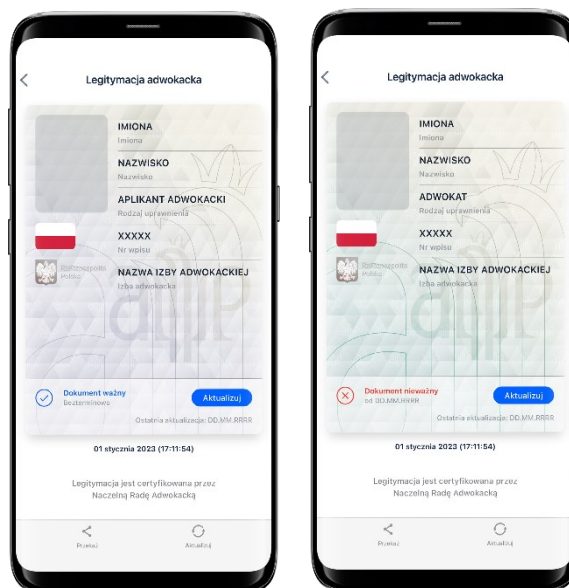 Legitymacja adwokacka
IMIONA
Imiona
NAZWISKO
Nazwisko
APLIKANT ADWOKACKI
Rodzaj uprawnienia
XXXXX
Nr wpisu
Rzeczpospolita
Polska
NAZWA IZBY ADWOKACKIEJ
Izba adwokacka
Dokument ważny
Bezterminowo
Aktualizuj
Ostatnia aktualizacja: DD.MM.RRRR
01 stycznia 2023 (17:11:54)
Legitymacja jest certyfikowana przez
Naczelną Radę Adwokacką
Przekaż
Aktualizuj
Legitymacja adwokacka
IMIONA
Imiona
NAZWISKO
Nazwisko
ADWOKAT
Rodzaj uprawnienia
XXXXX
Nr wpisu
Rzeczpospolita
Polska
NAZWA IZBY ADWOKACKIEJ
Izba adwokacka
Dokument nieważny
od DD.MM.RRRR
Aktualizuj
Ostatnia aktualizacja: DD.MM.RRRR
01 stycznia 2023 (17:11:54)
Legitymacja jest certyfikowana przez
Naczelną Radę Adwokacką
Przekaż
Aktualizuj